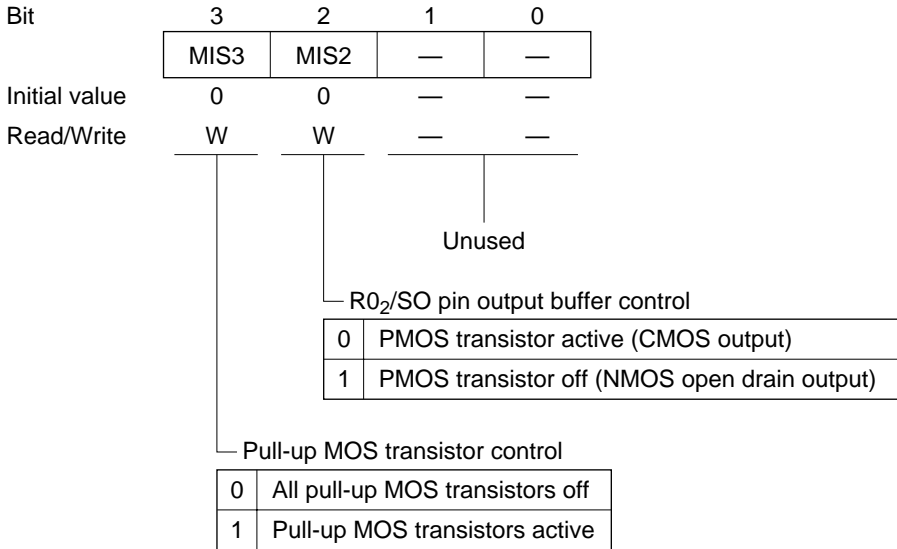 Bit 3 2 1 0
MIS3 MIS2 — —
Initial value 0 0 — —
Read/Write W W — —
Unused
R0₂/SO pin output buffer control
0 PMOS transistor active (CMOS output)
1 PMOS transistor off (NMOS open drain output)
Pull-up MOS transistor control
0 All pull-up MOS transistors off
1 Pull-up MOS transistors active